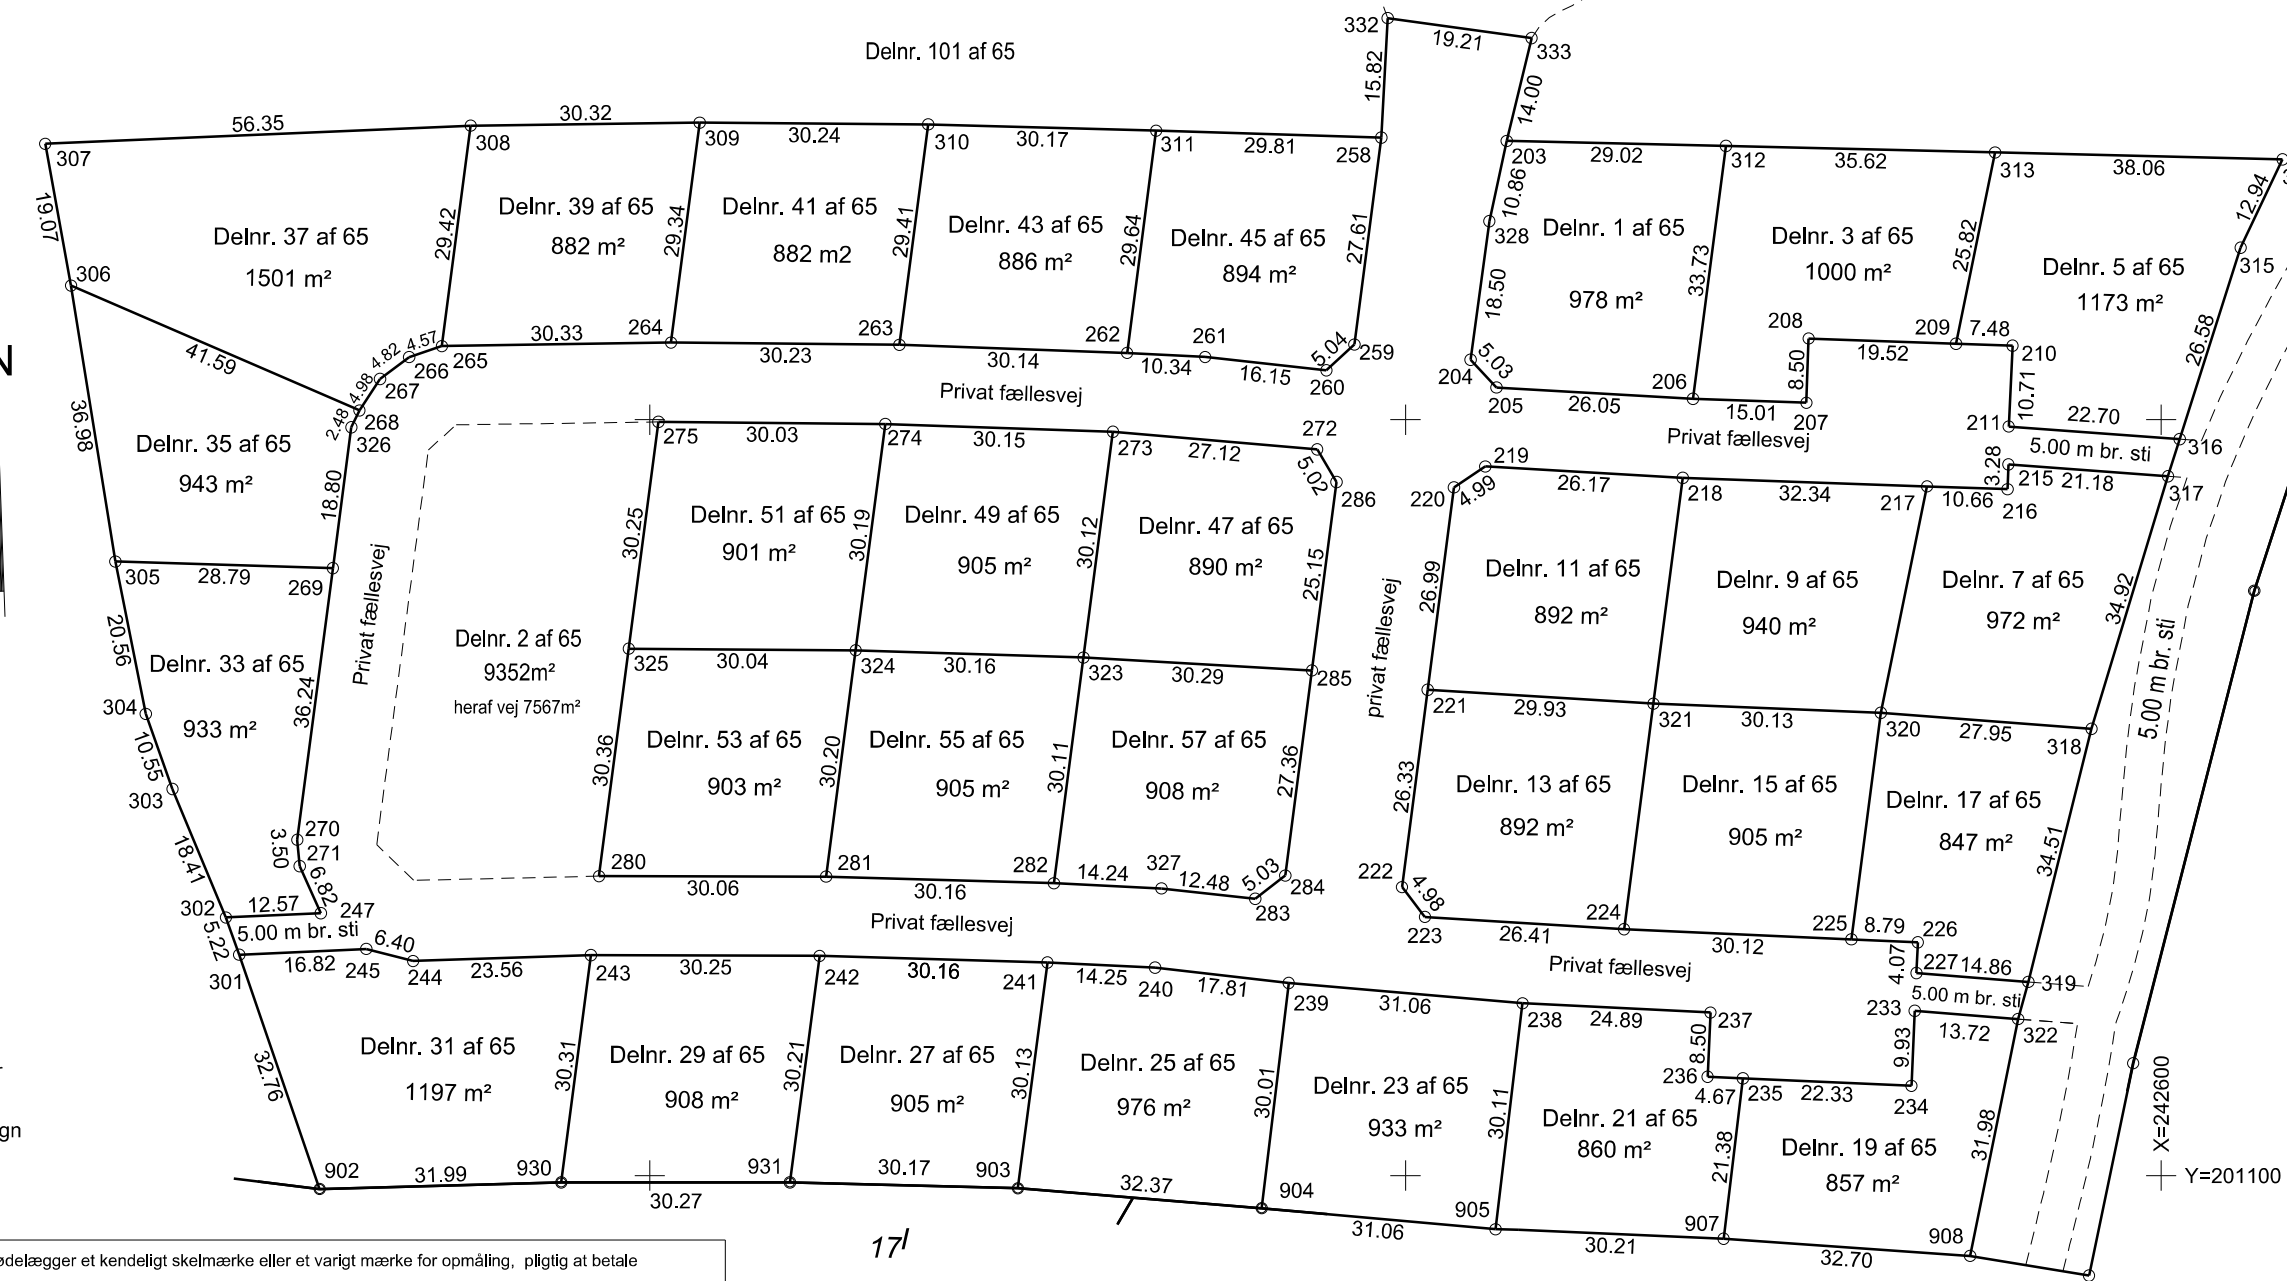 Delnr. 101 af 65
332 19.21 333
15.82 14.00
56.35 30.32 30.24 30.17 29.81
307 308 309 310 311 258
203 29.02 312 35.62 313 38.06
19.07 29.42 29.34 29.41 29.64 27.61
10.86 328 18.50 33.73 25.82 12.94 315 26.58
Delnr. 37 af 65
1501 m²
Delnr. 39 af 65
882 m²
Delnr. 41 af 65
882 m2
Delnr. 43 af 65
886 m²
Delnr. 45 af 65
894 m²
Delnr. 1 af 65
978 m²
Delnr. 3 af 65
1000 m²
Delnr. 5 af 65
1173 m²
306 41.59 4.98 4.82 4.57
2.48 326 268 267 266 265
30.33 264 30.23 263 30.14 262 10.34 261 16.15 260 5.04 259
204 5.03 205 26.05 206 15.01 207 8.50 208 19.52 209 7.48 210
10.71 211 22.70 316
N
Privat fællesvej
Privat fællesvej
5.00 m br. sti
36.98
Delnr. 35 af 65
943 m²
18.80
305 28.79 269
275 30.03 274 30.15 273 27.12 272 5.02 286
219 4.99 220 26.17 218 32.34 217 10.66 216 3.28 215 21.18 317
30.25 30.19 30.12 25.15 26.99 34.92
Delnr. 51 af 65
901 m²
Delnr. 49 af 65
905 m²
Delnr. 47 af 65
890 m²
Delnr. 11 af 65
892 m²
Delnr. 9 af 65
940 m²
Delnr. 7 af 65
972 m²
Privat fællesvej
privat fællesvej
5.00 m br. sti
Delnr. 2 af 65
9352m²
heraf vej 7567m²
20.56
Delnr. 33 af 65
933 m²
36.24
304 10.55 303 18.41
325 30.04 324 30.16 323 30.29 285
221 29.93 321 30.13 320 27.95 318
30.36 30.20 30.11 27.36 26.33 34.51
Delnr. 53 af 65
903 m²
Delnr. 55 af 65
905 m²
Delnr. 57 af 65
908 m²
Delnr. 13 af 65
892 m²
Delnr. 15 af 65
905 m²
Delnr. 17 af 65
847 m²
270 3.50 271 6.82
302 12.57 247
5.00 m br. sti
5.22
280 30.06 281 30.16 282 14.24 327 12.48 283 5.03 284
222 4.98 223 26.41 224 30.12 225 8.79 226 4.07 227 14.86 319
Privat fællesvej
Privat fællesvej
5.00 m br. sti
301 16.82 245 6.40 244 23.56 243 30.25 242 30.16 241 14.25 240 17.81 239 31.06 238 24.89 237
8.50 236 4.67 235 22.33 234 9.93 233 13.72 322
32.76 30.31 30.21 30.13 30.01 30.11 21.38 31.98
Delnr. 31 af 65
1197 m²
Delnr. 29 af 65
908 m²
Delnr. 27 af 65
905 m²
Delnr. 25 af 65
976 m²
Delnr. 23 af 65
933 m²
Delnr. 21 af 65
860 m²
Delnr. 19 af 65
857 m²
X=242600
Y=201100
gn
902 31.99 930 30.27 931 30.17 903 32.37 904 31.06 905 30.21 907 32.70 908
17l
ødelægger et kendeligt skelmærke eller et varigt mærke for opmåling, pligtig at betale